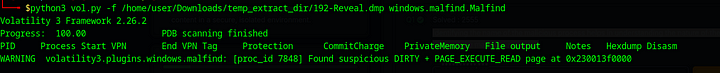 $python3 vol.py -f /home/user/Downloads/temp_extract_dir/192-Reveal.dmp windows.malfind.Malfind
Volatility 3 Framework 2.26.2
Progress: 100.00 PDB scanning finished
PID Process Start VPN End VPN Tag Protection CommitCharge PrivateMemory File output Notes Hexdump Disasm
WARNING volatility3.plugins.windows.malfind: [proc_id 7848] Found suspicious DIRTY + PAGE_EXECUTE_READ page at 0x230013f0000